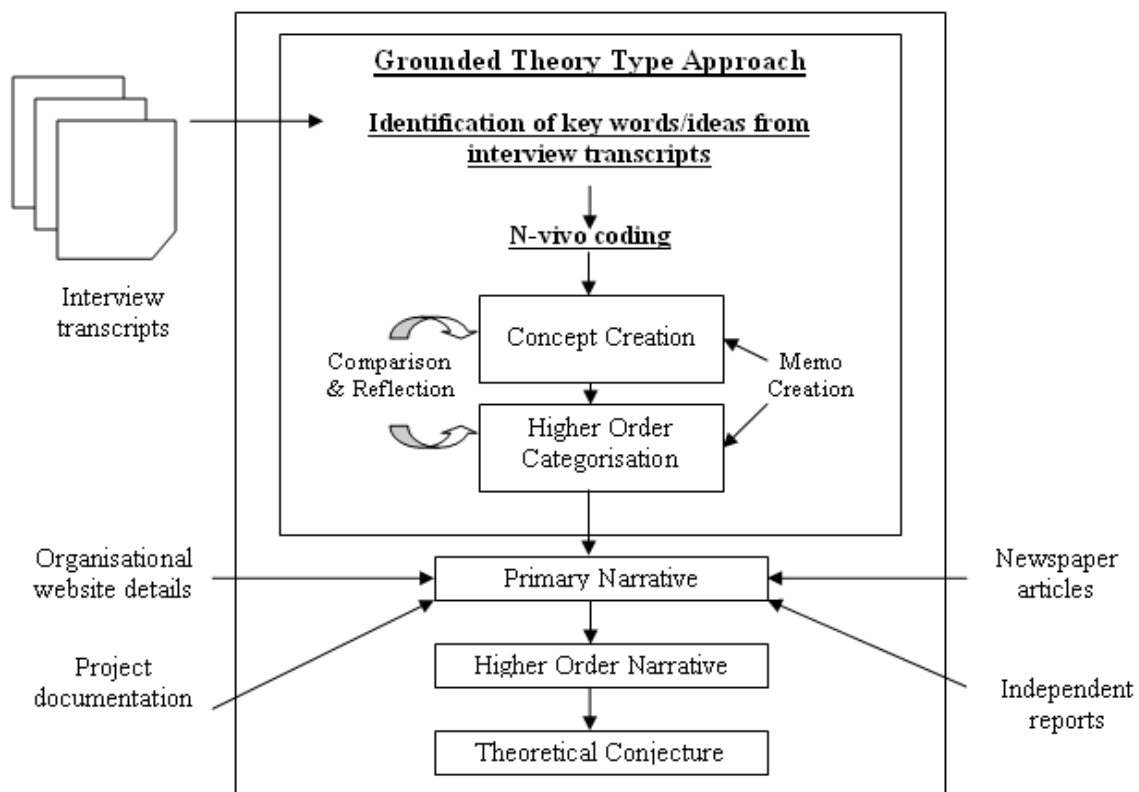 Grounded Theory Type Approach
Identification of key words/ideas from
interview transcripts
N-vivo coding
Interview
transcripts
Concept Creation
Comparison
& Reflection
Memo
Creation
Higher Order
Categorisation
Organisational
website details
Primary Narrative
Newspaper
articles
Project
documentation
Higher Order Narrative
Independent
reports
Theoretical Conjecture